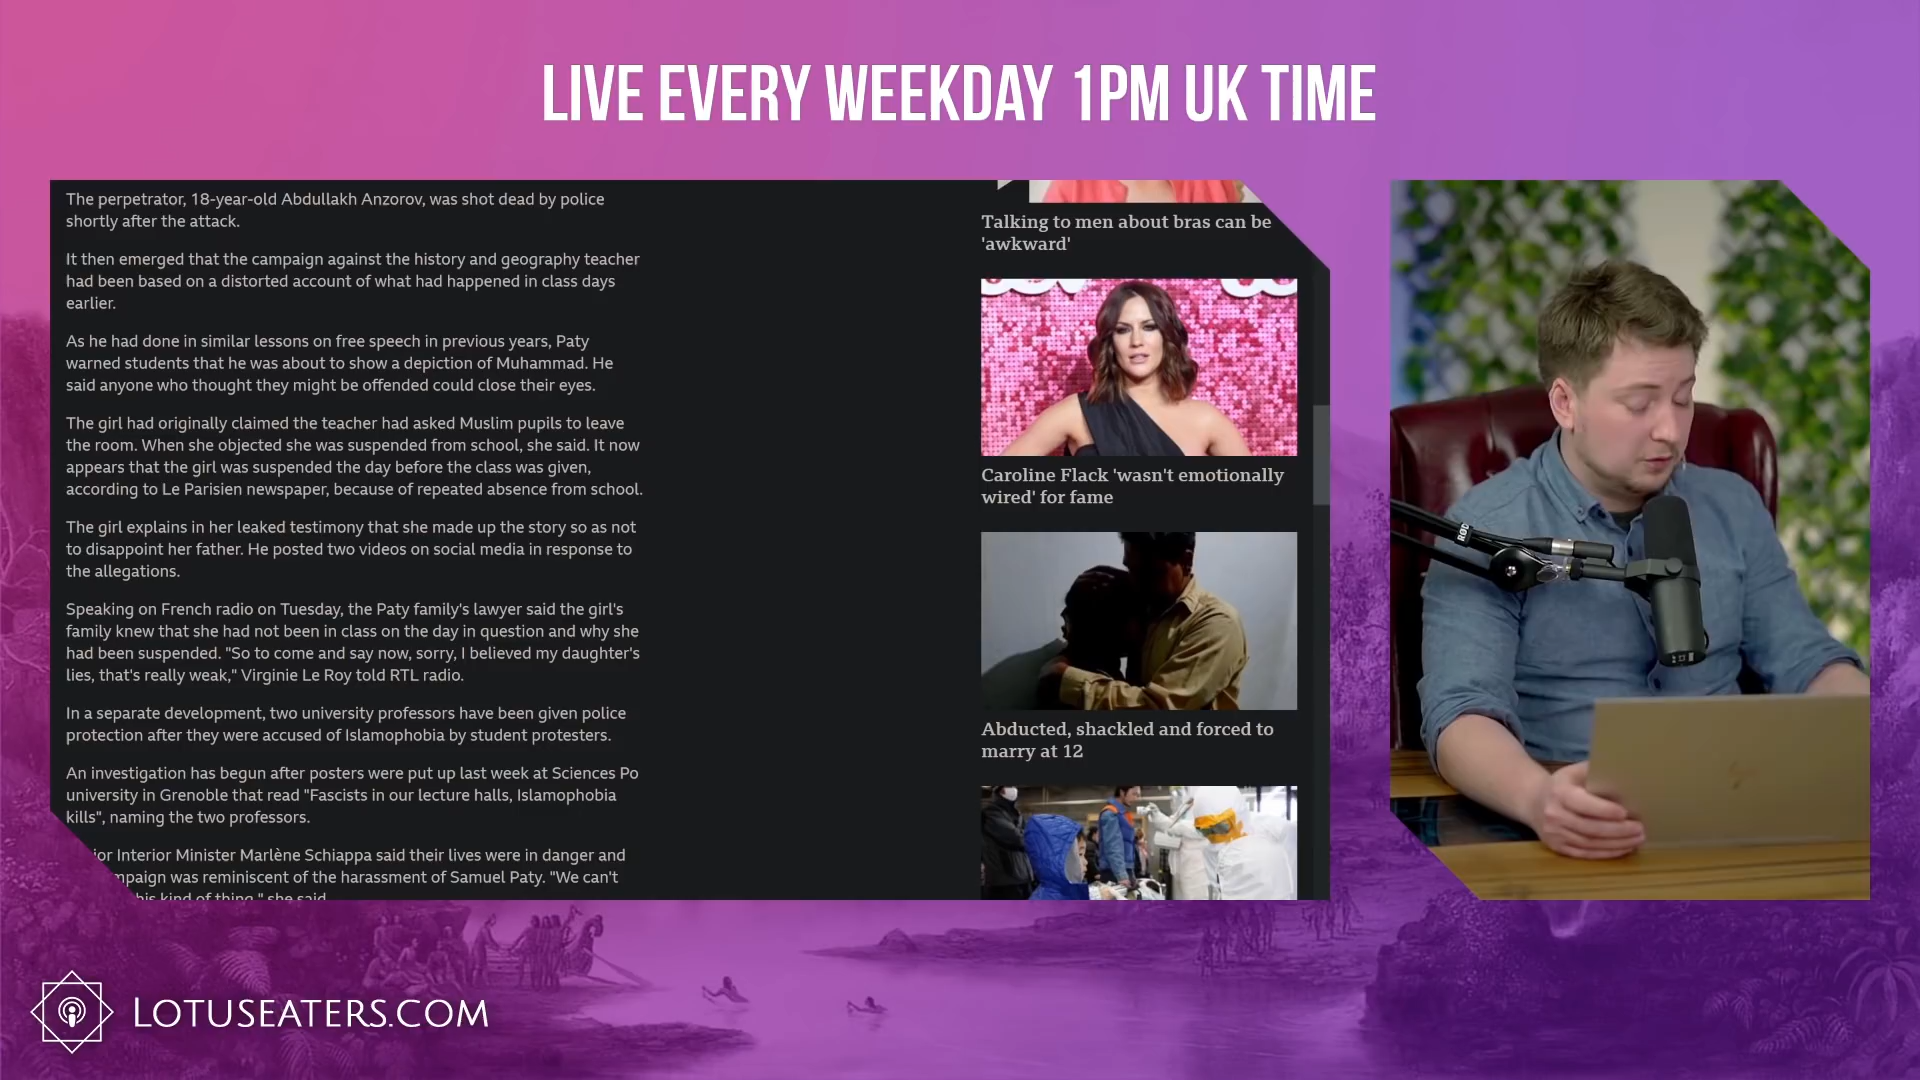 LIVE EVERY WEEKDAY 1PM UK TIME
The perpetrator, 18-year-old Abdullakh Anzorov, was shot dead by police
shortly after the attack.
It then emerged that the campaign against the history and geography teacher
had been based on a distorted account of what had happened in class days
earlier.
As he had done in similar lessons on free speech in previous years, Paty
warned students that he was about to show a depiction of Muhammad. He
said anyone who thought they might be offended could close their eyes.
The girl had originally claimed the teacher had asked Muslim pupils to leave
the room. When she objected she was suspended from school, she said. It now
appears that the girl was suspended the day before the class was given,
according to Le Parisien newspaper, because of repeated absence from school.
The girl explains in her leaked testimony that she made up the story so as not
to disappoint her father. He posted two videos on social media in response to
the allegations.
Speaking on French radio on Tuesday, the Paty family's lawyer said the girl's
family knew that she had not been in class on the day in question and why she
had been suspended. "So to come and say now, sorry, I believed my daughter's
lies, that's really weak," Virginie Le Roy told RTL radio.
In a separate development, two university professors have been given police
protection after they were accused of Islamophobia by student protesters.
An investigation has begun after posters were put up last week at Sciences Po
university in Grenoble that read "Fascists in our lecture halls, Islamophobia
kills", naming the two professors.
ior Interior Minister Marlène Schiappa said their lives were in danger and
mpaign was reminiscent of the harassment of Samuel Paty. "We can't
his kind of thing," she said.
Talking to men about bras can be
'awkward'
Caroline Flack 'wasn't emotionally
wired' for fame
Abducted, shackled and forced to
marry at 12
RØDE
LOTUSEATERS.COM